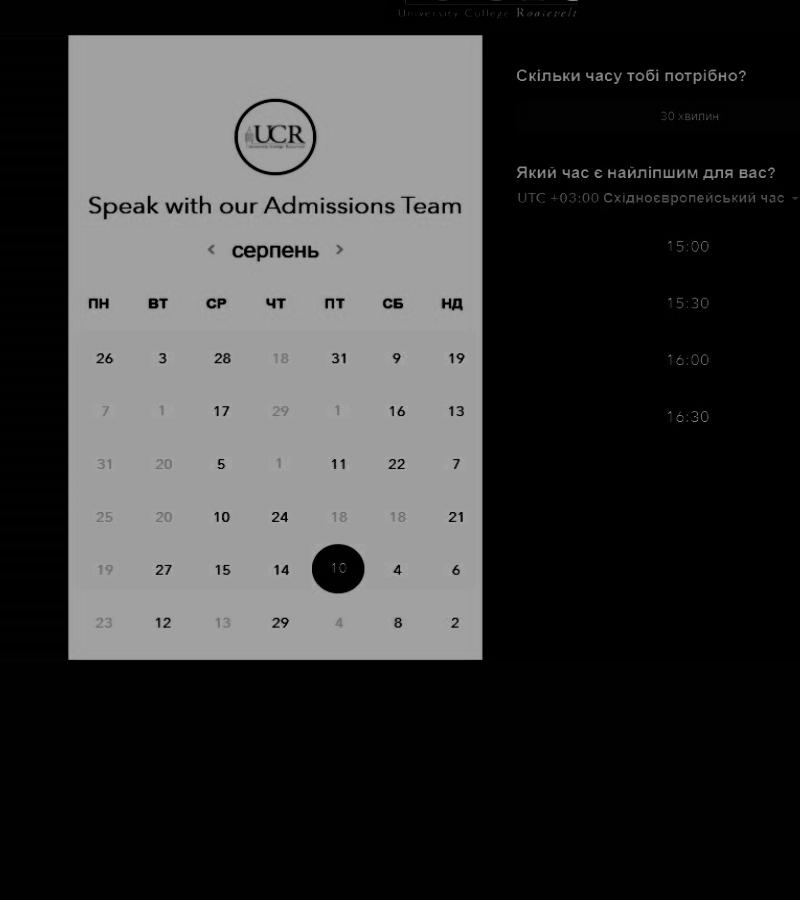 University College Roosevelt
UCR
Speak with our Admissions Team
серпень
ПН ВТ СР ЧТ ПТ СБ НД
26 3 28 18 31 9 19
7 1 17 29 1 16 13
31 20 5 1 11 22 7
25 20 10 24 18 18 21
19 27 15 14 10 4 6
23 12 13 29 4 8 2
Скільки часу тобі потрібно?
30 хвилин
Який час є найліпшим для вас?
UTC +03:00 Східноєвропейський час
15:00
15:30
16:00
16:30